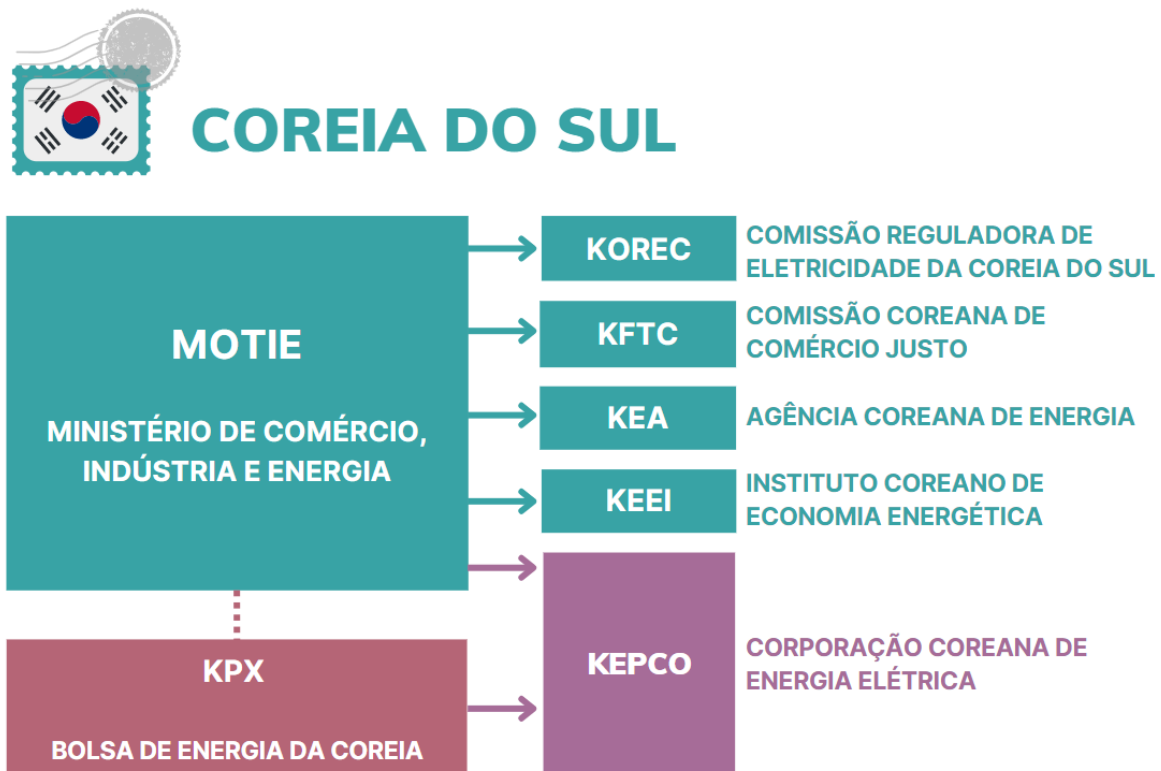 COREIA DO SUL
MOTIE
MINISTÉRIO DE COMÉRCIO,
INDÚSTRIA E ENERGIA
KOREC
COMISSÃO REGULADORA DE
ELETRICIDADE DA COREIA DO SUL
KFTC
COMISSÃO COREANA DE
COMÉRCIO JUSTO
KEA
AGÊNCIA COREANA DE ENERGIA
KEEI
INSTITUTO COREANO DE
ECONOMIA ENERGÉTICA
KPX
BOLSA DE ENERGIA DA COREIA
KEPCO
CORPORAÇÃO COREANA DE
ENERGIA ELÉTRICA